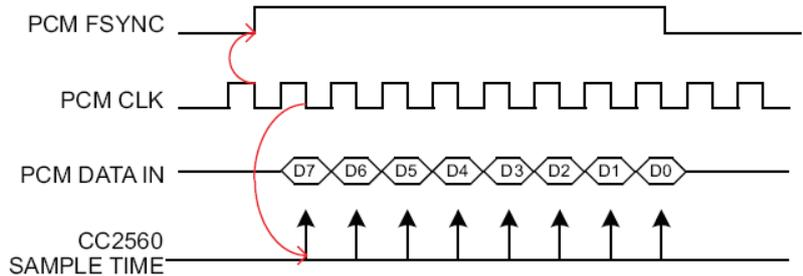 PCM FSYNC
PCM CLK
PCM DATA IN
D7 D6 D5 D4 D3 D2 D1 D0
CC2560
SAMPLE TIME